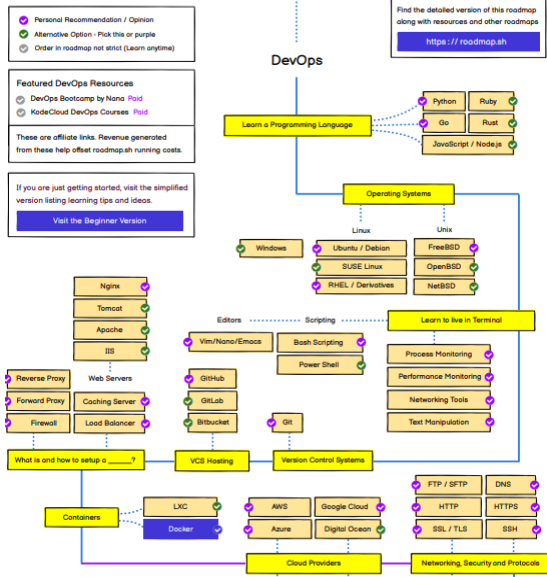 Personal Recommendation / Opinion
Alternative Option - Pick this or purple
Order in roadmap not strict (Learn anytime)
Find the detailed version of this roadmap
along with resources and other roadmaps
https://roadmap.sh
DevOps
Featured DevOps Resources
DevOps Bootcamp by Nana Paid
KodeCloud DevOps Courses Paid
These are affiliate links. Revenue generated
from these help offset roadmap.sh running costs.
If you are just getting started, visit the simplified
version listing learning tips and ideas.
Visit the Beginner Version
Learn a Programming Language
Python
Ruby
Go
Rust
JavaScript / Node.js
Operating Systems
Linux
Unix
Windows
Ubuntu / Debian
FreeBSD
SUSE Linux
OpenBSD
RHEL / Derivatives
NetBSD
Editors
Scripting
Learn to live in Terminal
Vim/Nano/Emacs
Bash Scripting
Power Shell
Process Monitoring
Performance Monitoring
Networking Tools
Text Manipulation
Nginx
Tomcat
Apache
IIS
Web Servers
Reverse Proxy
Forward Proxy
Caching Server
Firewall
Load Balancer
GitHub
GitLab
Bitbucket
Git
What is and how to setup a ______?
VCS Hosting
Version Control Systems
Containers
LXC
Docker
AWS
Google Cloud
Azure
Digital Ocean
Cloud Providers
FTP / SFTP
DNS
HTTP
HTTPS
SSL / TLS
SSH
Networking, Security and Protocols